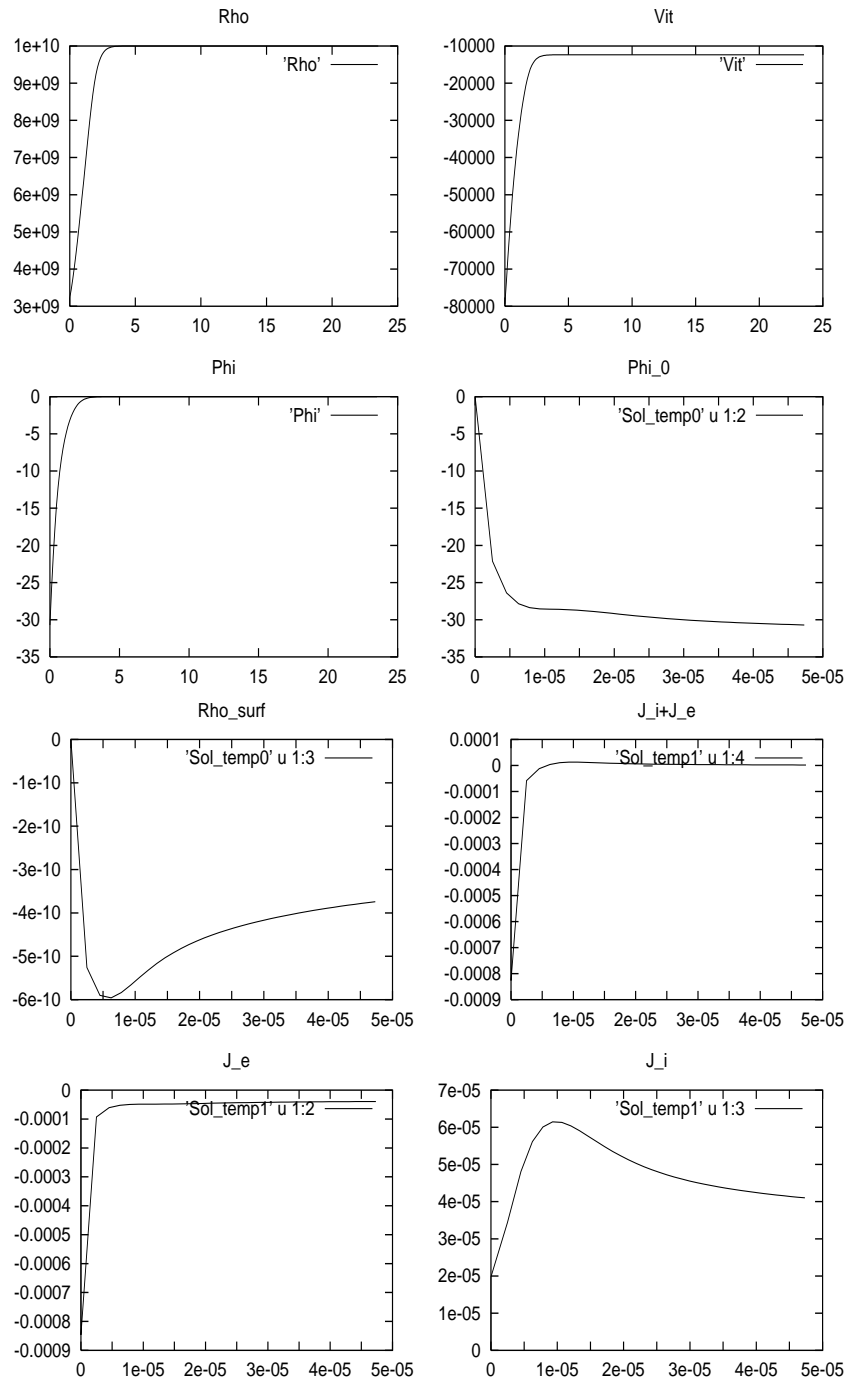 Rho
1e+10
9e+09
8e+09
7e+09
6e+09
5e+09
4e+09
3e+09
0 5 10 15 20 25
'Rho'
Vit
-10000
-20000
-30000
-40000
-50000
-60000
-70000
-80000
0 5 10 15 20 25
'Vit'
Phi
0
-5
-10
-15
-20
-25
-30
-35
0 5 10 15 20 25
'Phi'
Phi_0
0
-5
-10
-15
-20
-25
-30
-35
0 1e-05 2e-05 3e-05 4e-05 5e-05
'Sol_temp0' u 1:2
Rho_surf
0
-1e-10
-2e-10
-3e-10
-4e-10
-5e-10
-6e-10
0 1e-05 2e-05 3e-05 4e-05 5e-05
'Sol_temp0' u 1:3
J_i+J_e
0.0001
0
-0.0001
-0.0002
-0.0003
-0.0004
-0.0005
-0.0006
-0.0007
-0.0008
-0.0009
0 1e-05 2e-05 3e-05 4e-05 5e-05
'Sol_temp1' u 1:4
J_e
0
-0.0001
-0.0002
-0.0003
-0.0004
-0.0005
-0.0006
-0.0007
-0.0008
-0.0009
0 1e-05 2e-05 3e-05 4e-05 5e-05
'Sol_temp1' u 1:2
J_i
7e-05
6e-05
5e-05
4e-05
3e-05
2e-05
1e-05
0
0 1e-05 2e-05 3e-05 4e-05 5e-05
'Sol_temp1' u 1:3